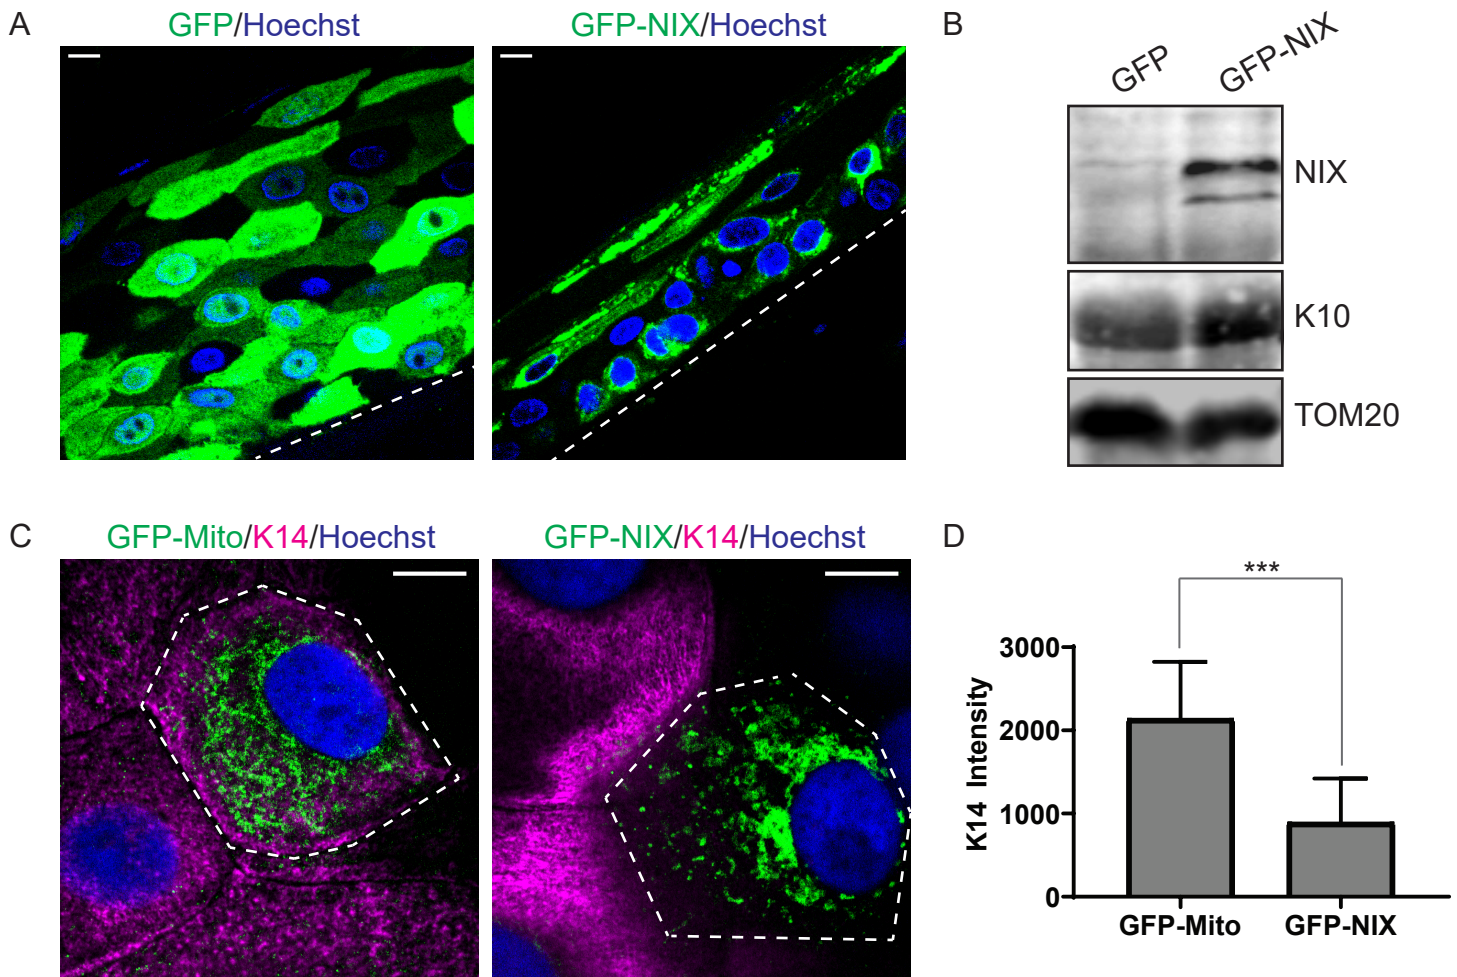 A
GFP/Hoechst
GFP-NIX/Hoechst
B
GFP
GFP-NIX
NIX
K10
TOM20
C
GFP-Mito/K14/Hoechst
GFP-NIX/K14/Hoechst
D
***
K14 Intensity
3000
2000
1000
0
GFP-Mito
GFP-NIX